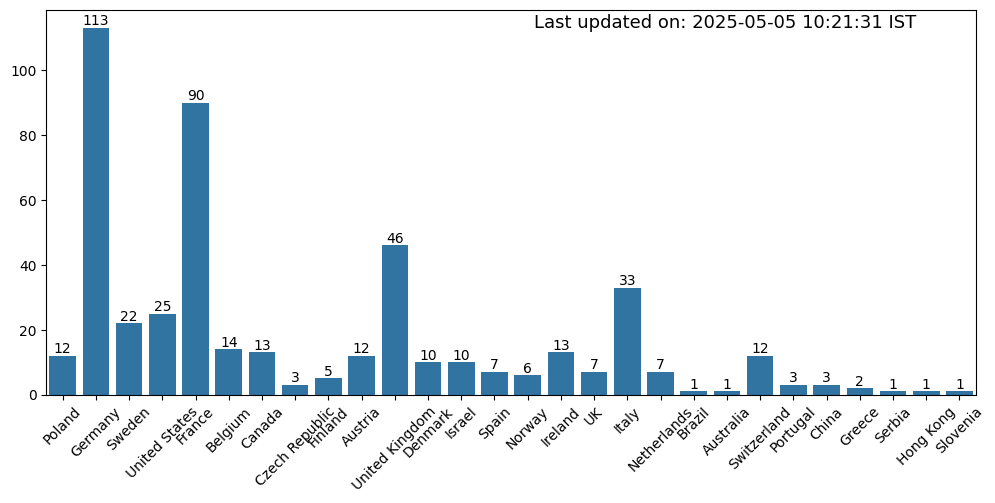 Last updated on: 2025-05-05 10:21:31 IST
113
90
46
33
25
22
12
14
13
3
5
12
10
10
7
6
13
7
7
1
1
12
3
3
2
1
1
1
100
80
60
40
20
0
Poland
Germany
Sweden
United States
France
Belgium
Canada
Czech Republic
Finland
Austria
United Kingdom
Denmark
Israel
Spain
Norway
Ireland
UK
Italy
Netherlands
Brazil
Australia
Switzerland
Portugal
China
Greece
Serbia
Hong Kong
Slovenia